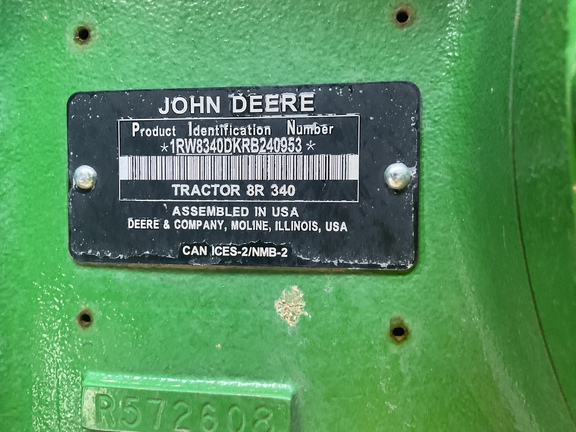 JOHN DEERE
Product Identification Number
*1RW8340DKRB240953*
TRACTOR 8R 340
ASSEMBLED IN USA
DEERE & COMPANY, MOLINE, ILLINOIS, USA
CAN ICES-2/NMB-2
R572608